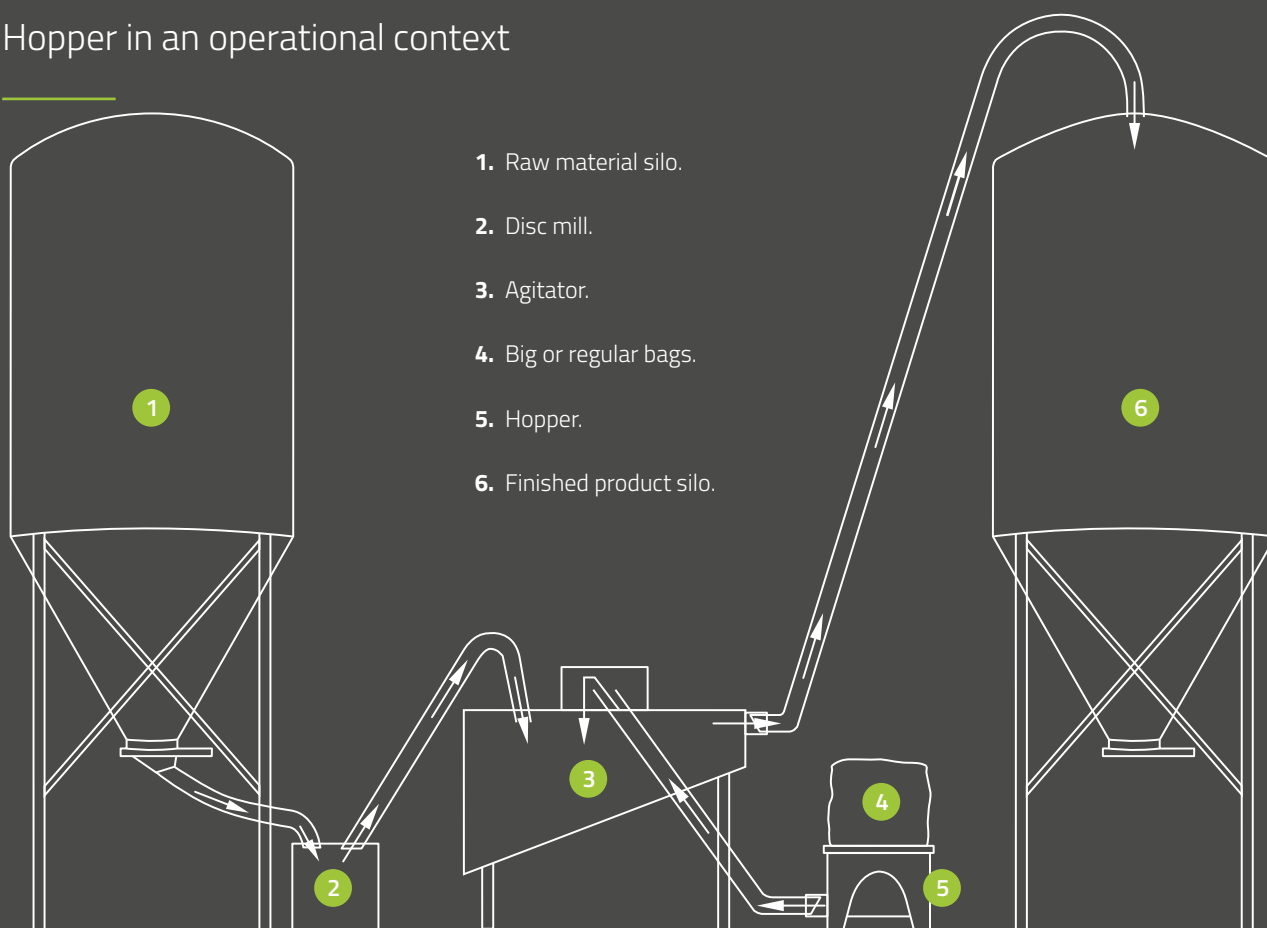 Hopper in an operational context
1. Raw material silo.
2. Disc mill.
3. Agitator.
4. Big or regular bags.
5. Hopper.
6. Finished product silo.
1
6
3
4
2
5